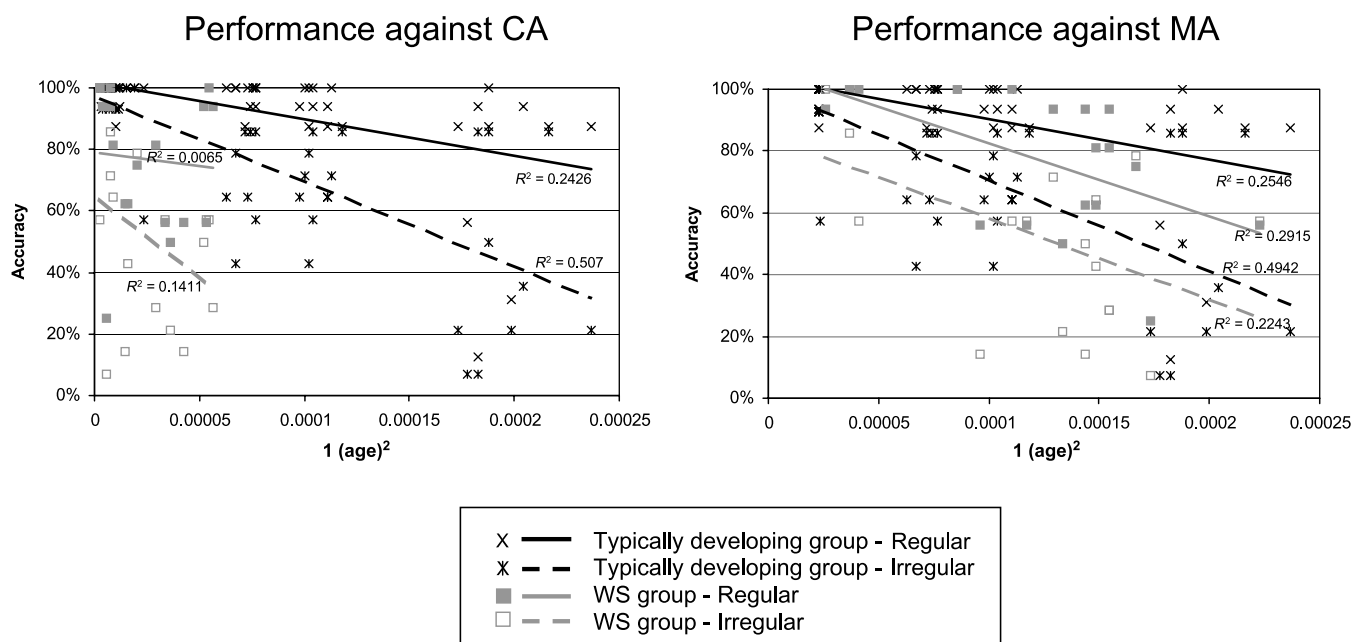 Performance against CA
100%
80%
60%
40%
20%
0%
Accuracy
R² = 0.0065
R² = 0.2426
R² = 0.1411
R² = 0.507
0 0.00005 0.0001 0.00015 0.0002 0.00025
1 (age)²
Performance against MA
100%
80%
60%
40%
20%
0%
Accuracy
R² = 0.2546
R² = 0.2915
R² = 0.4942
R² = 0.2243
0 0.00005 0.0001 0.00015 0.0002 0.00025
1 (age)²
Typically developing group - Regular
Typically developing group - Irregular
WS group - Regular
WS group - Irregular